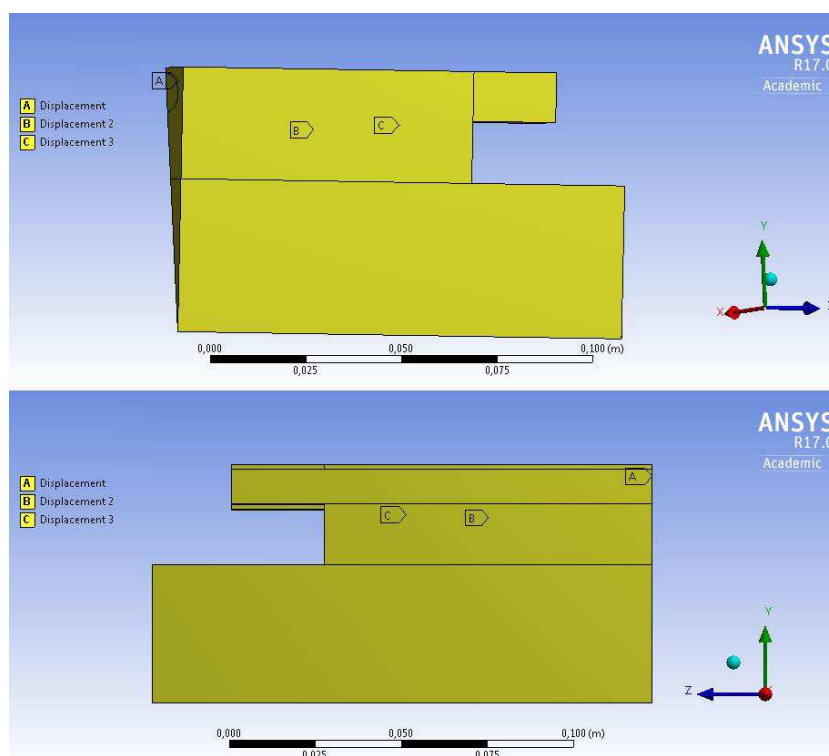 ANSYS
R17.0
Academic
A
A Displacement
B Displacement 2
C Displacement 3
B
C
Y
X
0,000
0,050
0,100 (m)
0,025
0,075
ANSYS
R17.0
Academic
A Displacement
B Displacement 2
C Displacement 3
A
C
B
Y
Z
0,000
0,050
0,100 (m)
0,025
0,075